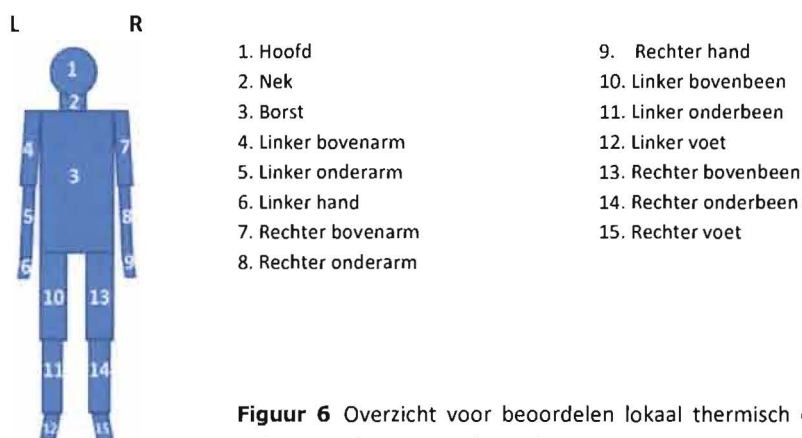 L R
1
2
3
4
7
5
8
6
9
10
13
11
14
12
15
1. Hoofd
2. Nek
3. Borst
4. Linker bovenarm
5. Linker onderarm
6. Linker hand
7. Rechter bovenarm
8. Rechter onderarm
9. Rechter hand
10. Linker bovenbeen
11. Linker onderbeen
12. Linker voet
13. Rechter bovenbeen
14. Rechter onderbeen
15. Rechter voet
Figuur 6 Overzicht voor beoordelen lokaal thermisch